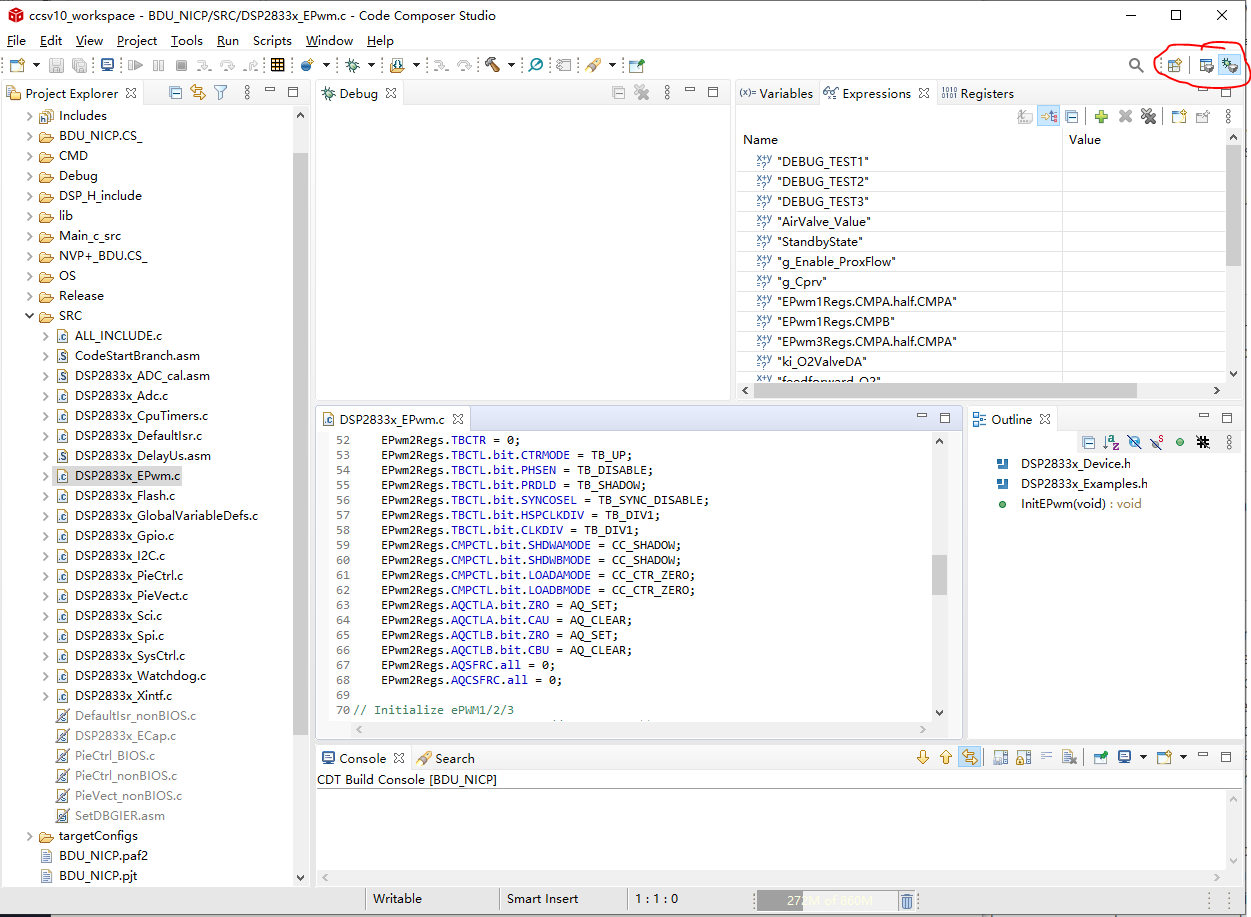 ccsv10_workspace - BDU_NICP/SRC/DSP2833x_EPwm.c - Code Composer Studio
File Edit View Project Tools Run Scripts Window Help
Project Explorer
Includes
BDU_NICP.CS_
CMD
Debug
DSP_H_include
lib
Main_c_src
NVP+_BDU.CS_
OS
Release
SRC
ALL_INCLUDE.c
CodeStartBranch.asm
DSP2833x_ADC_cal.asm
DSP2833x_Adc.c
DSP2833x_CpuTimers.c
DSP2833x_DefaultIsr.c
DSP2833x_DelayUs.asm
DSP2833x_EPwm.c
DSP2833x_Flash.c
DSP2833x_GlobalVariableDefs.c
DSP2833x_Gpio.c
DSP2833x_I2C.c
DSP2833x_PieCtrl.c
DSP2833x_PieVect.c
DSP2833x_Sci.c
DSP2833x_Spi.c
DSP2833x_SysCtrl.c
DSP2833x_Watchdog.c
DSP2833x_Xintf.c
DefaultIsr_nonBIOS.c
DSP2833x_ECap.c
PieCtrl_BIOS.c
PieCtrl_nonBIOS.c
PieVect_nonBIOS.c
SetDBGIER.asm
targetConfigs
BDU_NICP.paf2
BDU_NICP.pjt
Debug
(x)= Variables Expressions 1010 0101 Registers
Name Value
"DEBUG_TEST1"
"DEBUG_TEST2"
"DEBUG_TEST3"
"AirValve_Value"
"StandbyState"
"g_Enable_ProxFlow"
"g_Cprv"
"EPwm1Regs.CMPA.half.CMPA"
"EPwm1Regs.CMPB"
"EPwm3Regs.CMPA.half.CMPA"
"ki_O2ValveDA"
"feedforward_O2"
DSP2833x_EPwm.c
52 EPwm2Regs.TBCTR = 0;
53 EPwm2Regs.TBCTL.bit.CTRMODE = TB_UP;
54 EPwm2Regs.TBCTL.bit.PHSEN = TB_DISABLE;
55 EPwm2Regs.TBCTL.bit.PRDLD = TB_SHADOW;
56 EPwm2Regs.TBCTL.bit.SYNCOSEL = TB_SYNC_DISABLE;
57 EPwm2Regs.TBCTL.bit.HSPCLKDIV = TB_DIV1;
58 EPwm2Regs.TBCTL.bit.CLKDIV = TB_DIV1;
59 EPwm2Regs.CMPCTL.bit.SHDWAMODE = CC_SHADOW;
60 EPwm2Regs.CMPCTL.bit.SHDWBMODE = CC_SHADOW;
61 EPwm2Regs.CMPCTL.bit.LOADAMODE = CC_CTR_ZERO;
62 EPwm2Regs.CMPCTL.bit.LOADBMODE = CC_CTR_ZERO;
63 EPwm2Regs.AQCTLA.bit.ZRO = AQ_SET;
64 EPwm2Regs.AQCTLA.bit.CAU = AQ_CLEAR;
65 EPwm2Regs.AQCTLB.bit.ZRO = AQ_SET;
66 EPwm2Regs.AQCTLB.bit.CBU = AQ_CLEAR;
67 EPwm2Regs.AQSFRC.all = 0;
68 EPwm2Regs.AQCSFRC.all = 0;
69
70 // Initialize ePWM1/2/3
Outline
DSP2833x_Device.h
DSP2833x_Examples.h
InitEPwm(void) : void
Console Search
CDT Build Console [BDU_NICP]
Writable Smart Insert 1 : 1 : 0 272M of 860M